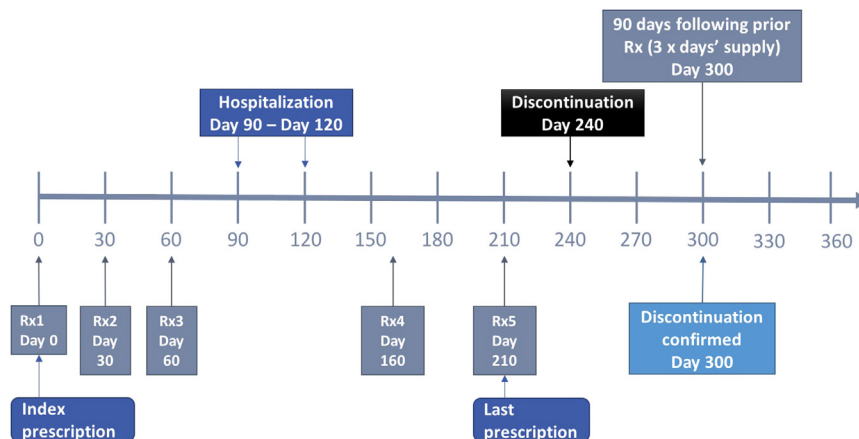 90 days following prior
Rx (3 x days’ supply)
Day 300
Hospitalization
Day 90 – Day 120
Discontinuation
Day 240
0 30 60 90 120 150 180 210 240 270 300 330 360
Rx1
Day 0
Rx2
Day
30
Rx3
Day
60
Rx4
Day
160
Rx5
Day
210
Discontinuation
confirmed
Day 300
Index
prescription
Last
prescription